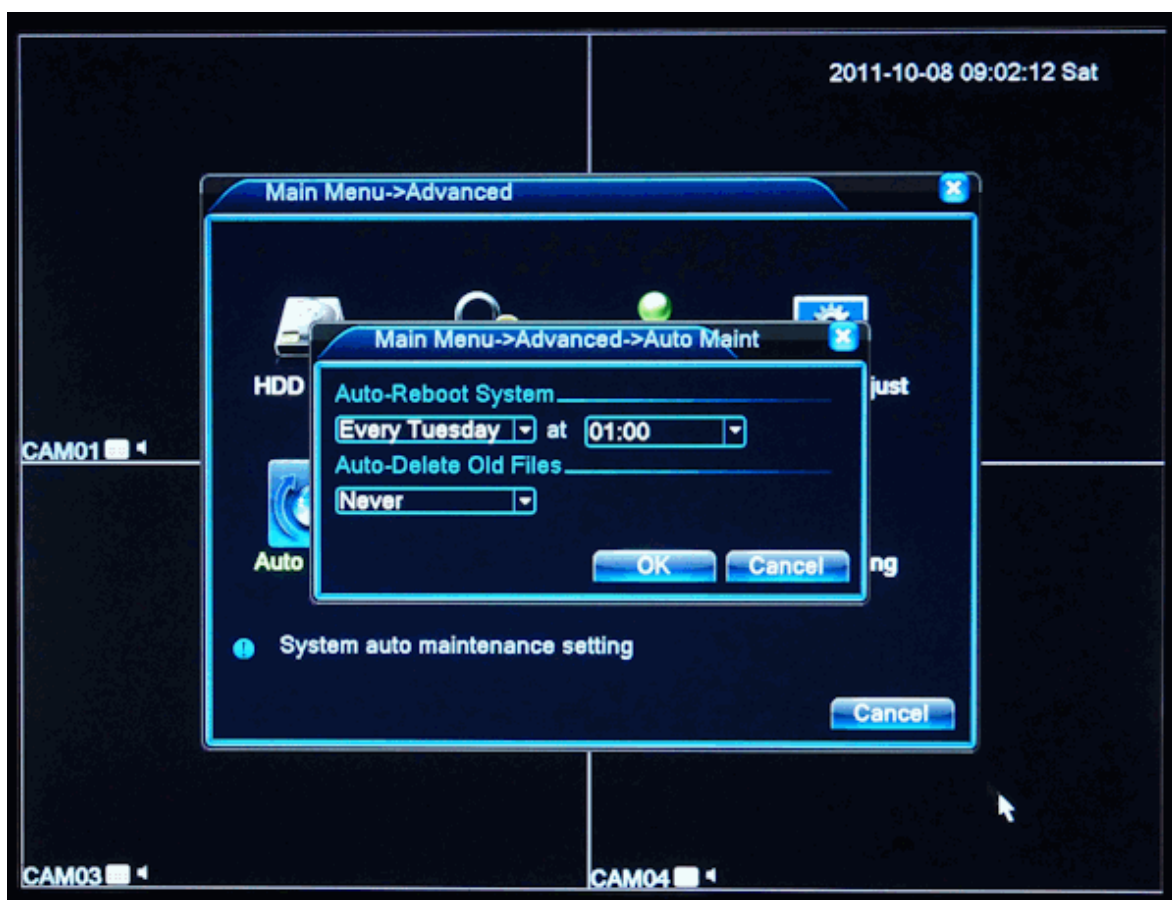 2011-10-08 09:02:12 Sat
Main Menu->Advanced
Main Menu->Advanced->Auto Maint
HDD
just
Auto-Reboot System
Every Tuesday at 01:00
CAM01
Auto-Delete Old Files
Never
Auto
OK Cancel
ng
System auto maintenance setting
Cancel
CAM03
CAM04